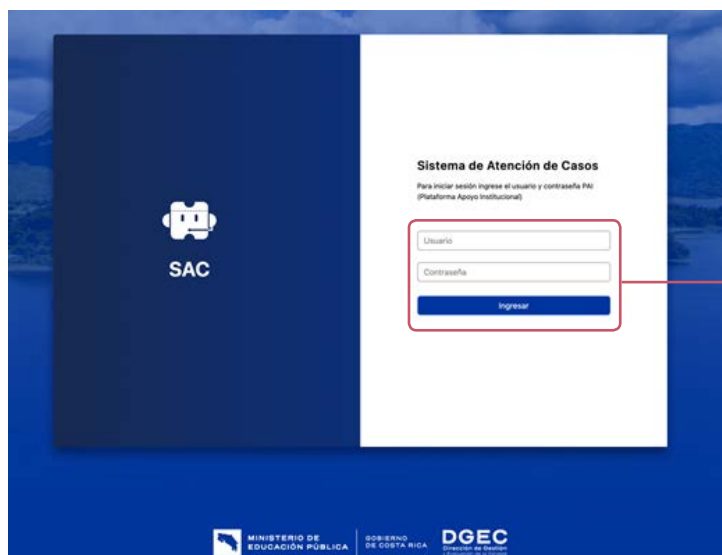 SAC
Sistema de Atención de Casos
Para iniciar sesión ingrese el usuario y contraseña PAI
(Plataforma Apoyo Institucional)
Usuario
Contraseña
Ingresar
MINISTERIO DE
EDUCACIÓN PÚBLICA
GOBIERNO
DE COSTA RICA
DGEC
Dirección de Gestión